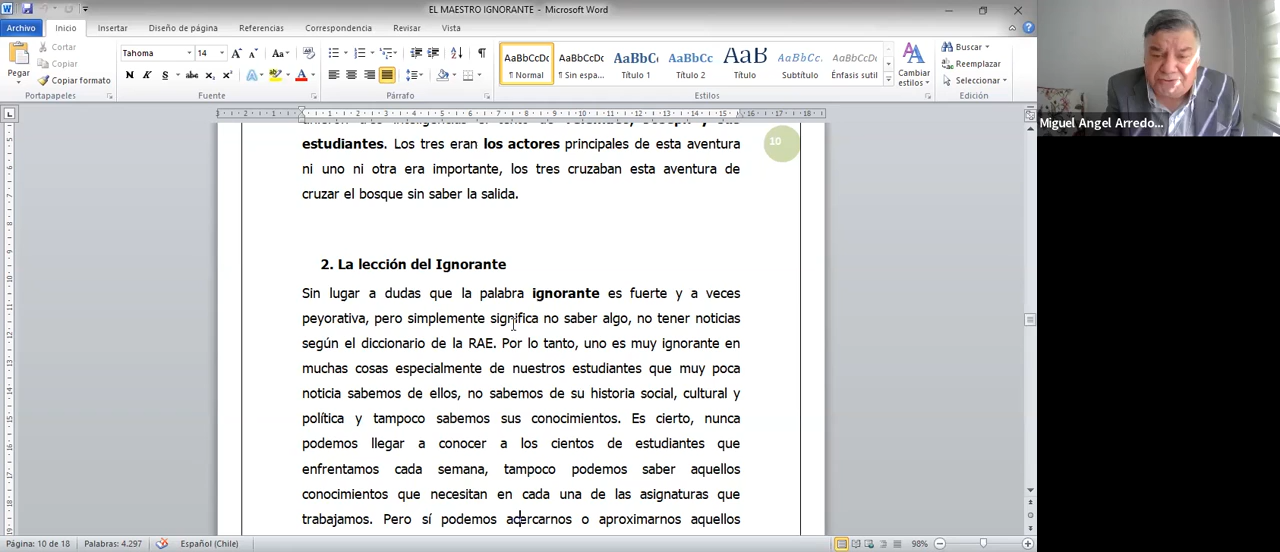 EL MAESTRO IGNORANTE - Microsoft Word
Archivo Inicio Insertar Diseño de página Referencias Correspondencia Revisar Vista
Cortar
Copiar
Copiar formato
Pegar
Portapapeles
Tahoma 14
N K S abc x₂ x² Aa
Fuente
Párrafo
AaBbCcDc AaBbCcDc AaBbC AaBbCc AaB AaBbCc. AaBbCcDc
¶ Normal ¶ Sin espa... Título 1 Título 2 Título Subtítulo Énfasis sutil
Cambiar estilos
Estilos
Buscar
Reemplazar
Seleccionar
Edición
Miguel Angel Arredo...
estudiantes. Los tres eran los actores principales de esta aventura
10
ni uno ni otra era importante, los tres cruzaban esta aventura de
cruzar el bosque sin saber la salida.
2. La lección del Ignorante
Sin lugar a dudas que la palabra ignorante es fuerte y a veces
peyorativa, pero simplemente significa no saber algo, no tener noticias
según el diccionario de la RAE. Por lo tanto, uno es muy ignorante en
muchas cosas especialmente de nuestros estudiantes que muy poca
noticia sabemos de ellos, no sabemos de su historia social, cultural y
política y tampoco sabemos sus conocimientos. Es cierto, nunca
podemos llegar a conocer a los cientos de estudiantes que
enfrentamos cada semana, tampoco podemos saber aquellos
conocimientos que necesitan en cada una de las asignaturas que
trabajamos. Pero sí podemos acercarnos o aproximarnos aquellos
Página: 10 de 18 Palabras: 4.297 Español (Chile) 98%